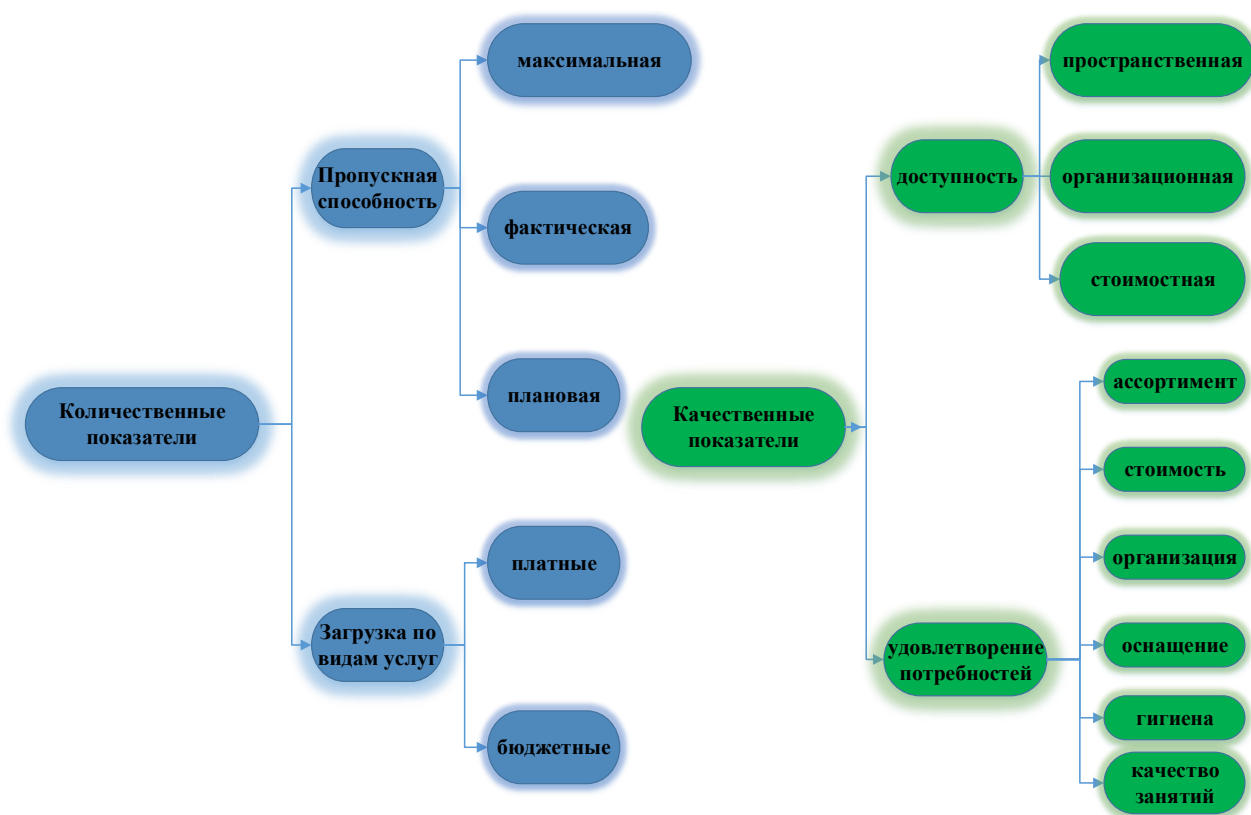 Количественные
показатели
Пропускная
способность
максимальная
фактическая
плановая
Загрузка по
видам услуг
платные
бюджетные
Качественные
показатели
доступность
пространственная
организационная
стоимостная
удовлетворение
потребностей
ассортимент
стоимость
организация
оснащение
гигиена
качество
занятий